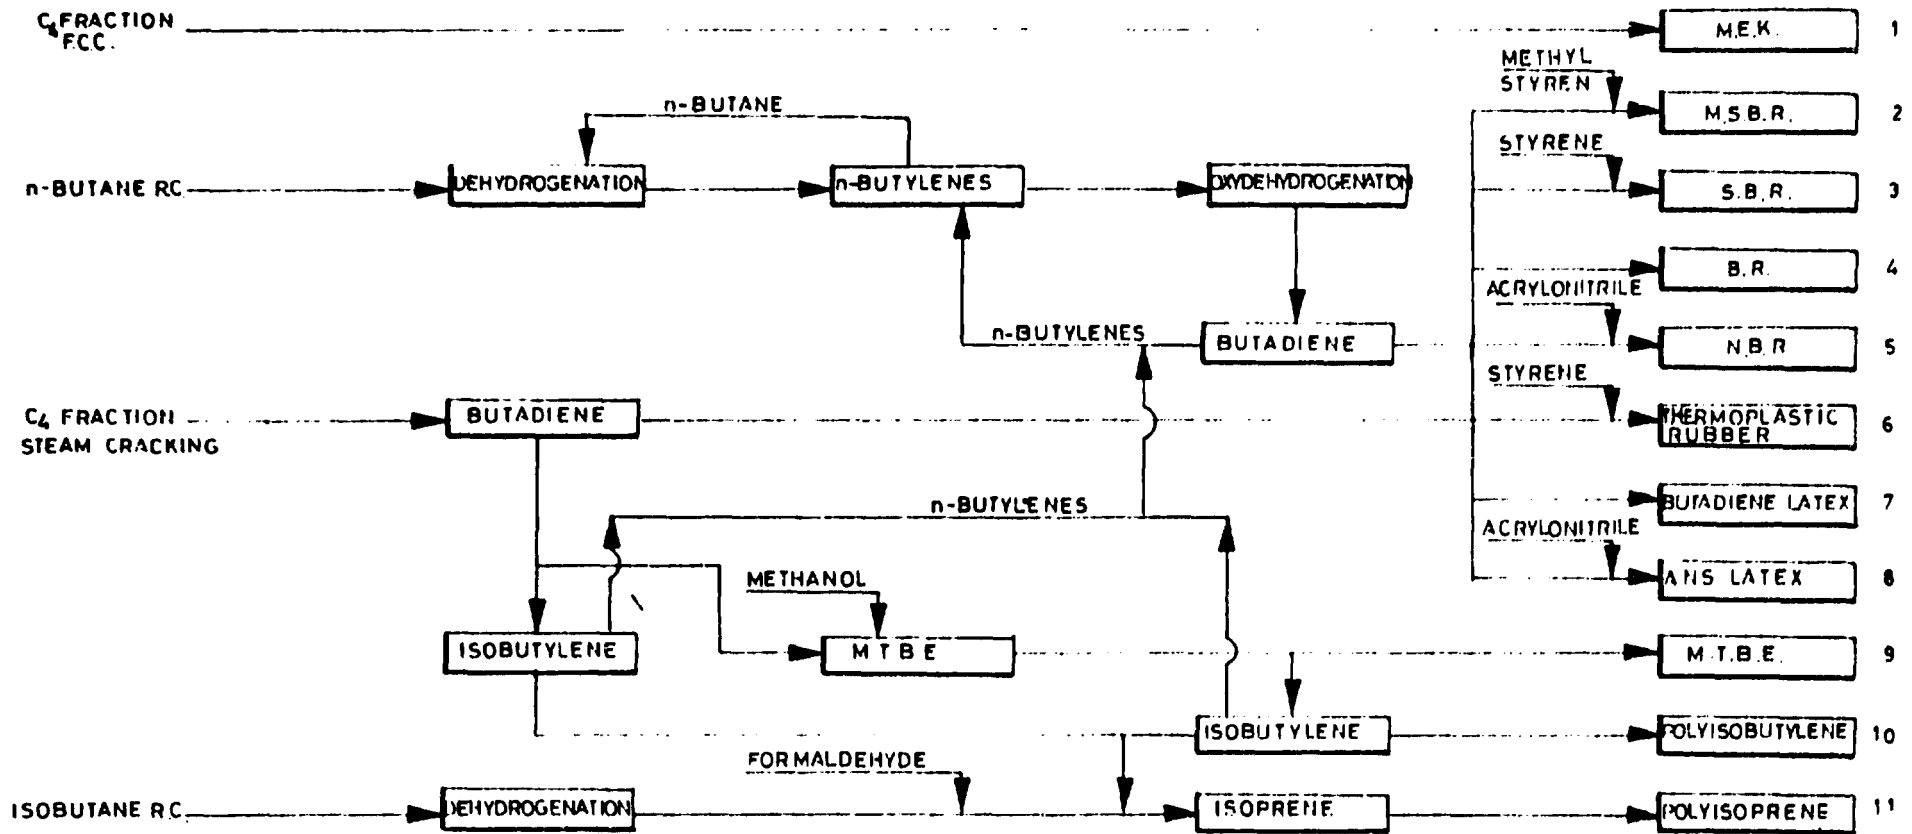 C4 FRACTION
F.C.C.
M.E.K.
1
METHYL
STYREN
M.S.B.R.
2
n-BUTANE
STYRENE
n-BUTANE RC
DEHYDROGENATION
n-BUTYLENES
OXYDEHYDROGENATION
S.B.R.
3
B.R.
4
ACRYLONITRILE
n-BUTYLENES
BUTADIENE
N.B.R
5
STYRENE
C4 FRACTION
STEAM CRACKING
BUTADIENE
THERMOPLASTIC
RUBBER
6
n-BUTYLENES
BUTADIENE LATEX
7
ACRYLONITRILE
METHANOL
ANS LATEX
8
ISOBUTYLENE
M T B E
M.T.B.E.
9
ISOBUTYLENE
POLYISOBUTYLENE
10
FORMALDEHYDE
ISOBUTANE RC
DEHYDROGENATION
ISOPRENE
POLYISOPRENE
11